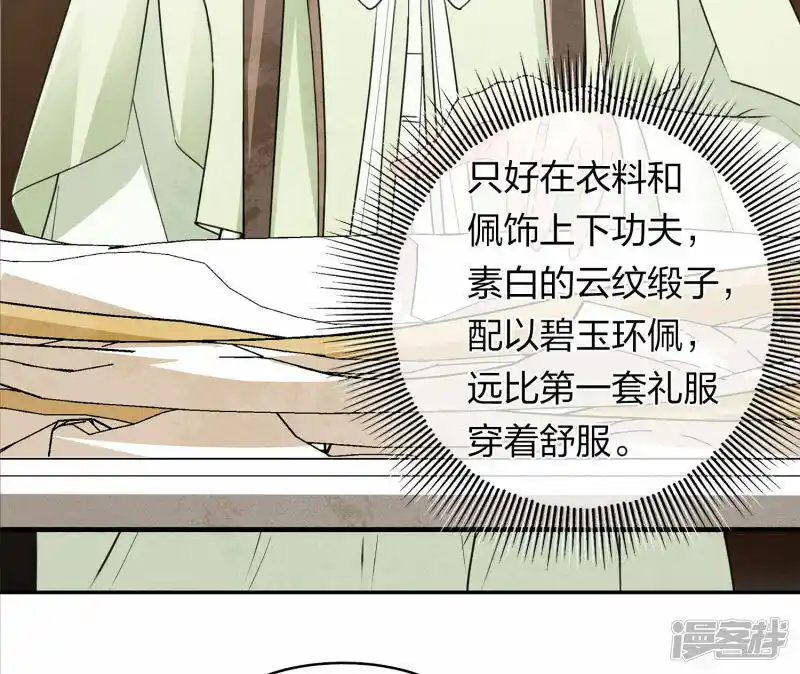 只好在衣料和
佩饰上下功夫，
素白的云纹缎子，
配以碧玉环佩，
远比第一套礼服
穿着舒服。
漫客栈